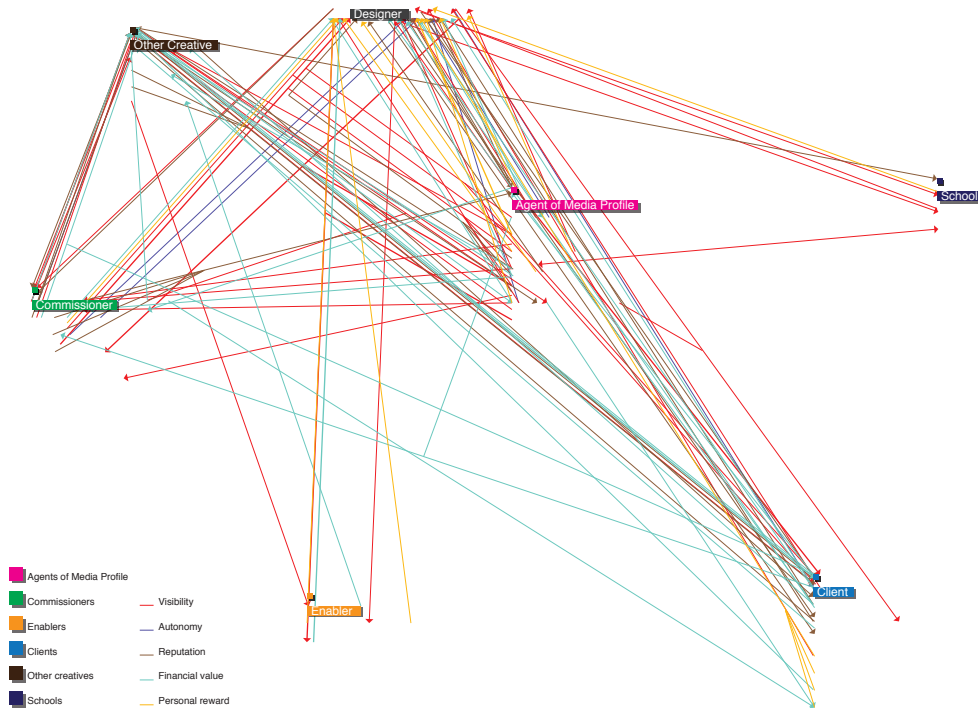 Designer
Other Creative
School
Agent of Media Profile
Commissioner
Client
Enabler
Agents of Media Profile
Commissioners
Visibility
Enablers
Autonomy
Clients
Reputation
Other creatives
Financial value
Schools
Personal reward